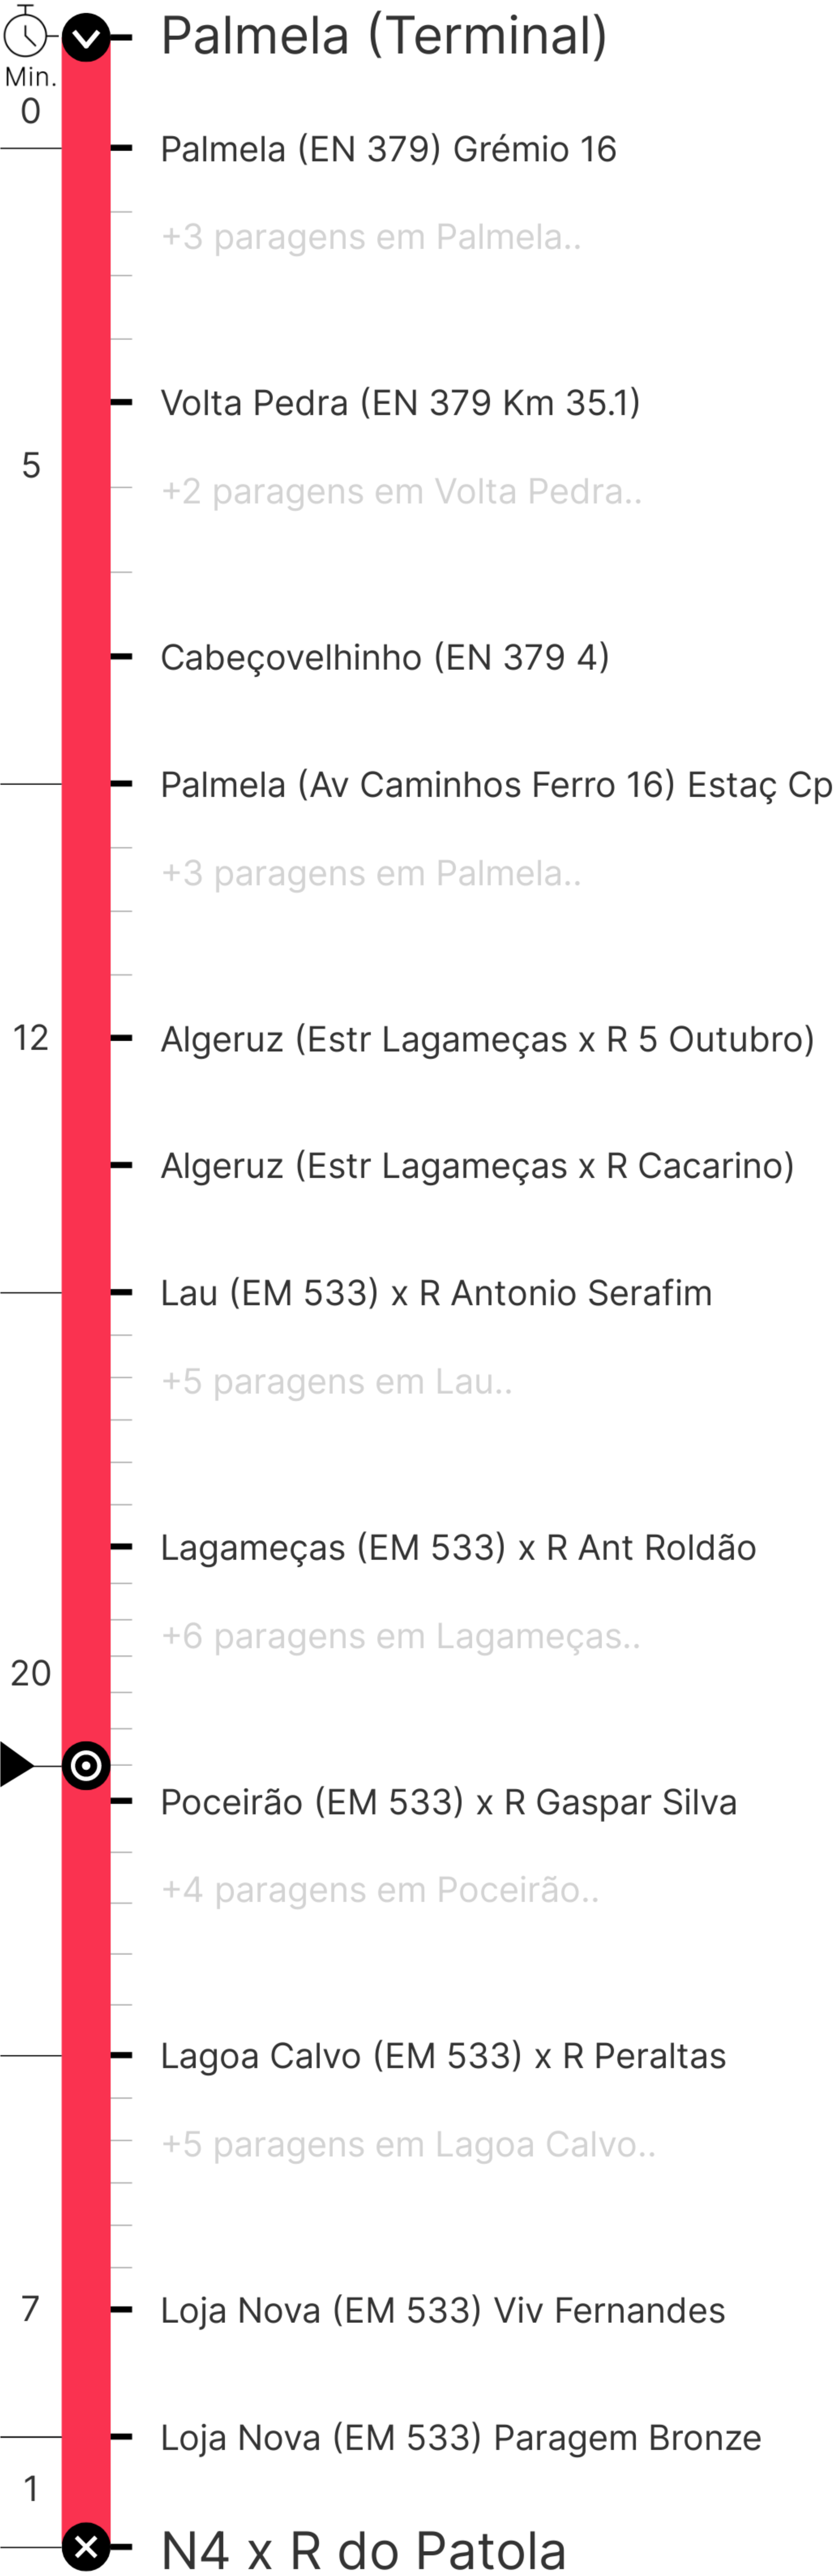 Palmela (Terminal)
Min.
0
Palmela (EN 379) Grémio 16
+3 paragens em Palmela..
Volta Pedra (EN 379 Km 35.1)
5
+2 paragens em Volta Pedra..
Cabeçovelhinho (EN 379 4)
Palmela (Av Caminhos Ferro 16) Estaç Cp
+3 paragens em Palmela..
12
Algeruz (Estr Lagameças x R 5 Outubro)
Algeruz (Estr Lagameças x R Cacarino)
Lau (EM 533) x R Antonio Serafim
+5 paragens em Lau..
Lagameças (EM 533) x R Ant Roldão
+6 paragens em Lagameças..
20
Poceirão (EM 533) x R Gaspar Silva
+4 paragens em Poceirão..
Lagoa Calvo (EM 533) x R Peraltas
+5 paragens em Lagoa Calvo..
7
Loja Nova (EM 533) Viv Fernandes
Loja Nova (EM 533) Paragem Bronze
1
N4 x R do Patola